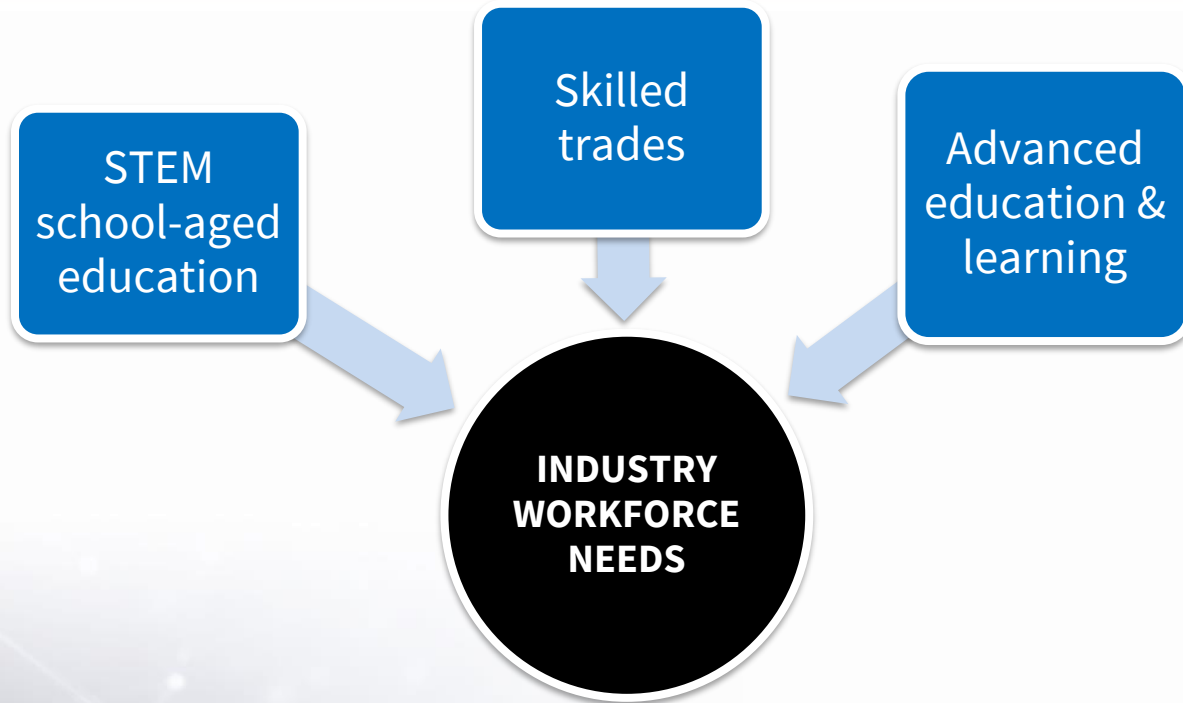 STEM
school-aged
education
Skilled
trades
Advanced
education &
learning
INDUSTRY
WORKFORCE
NEEDS